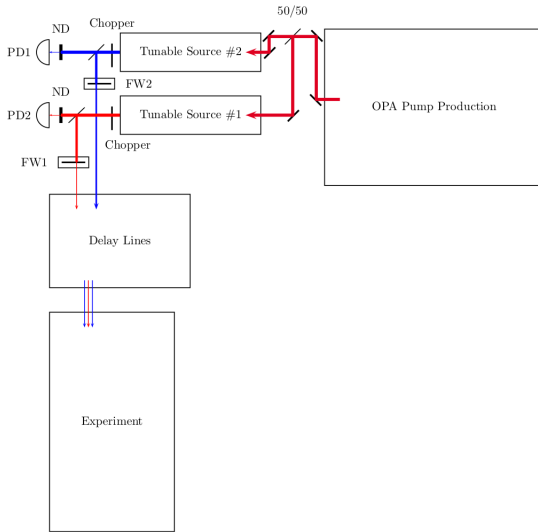 50/50
Chopper
ND
PD1
Tunable Source #2
FW2
OPA Pump Production
ND
PD2
Tunable Source #1
Chopper
FW1
Delay Lines
Experiment